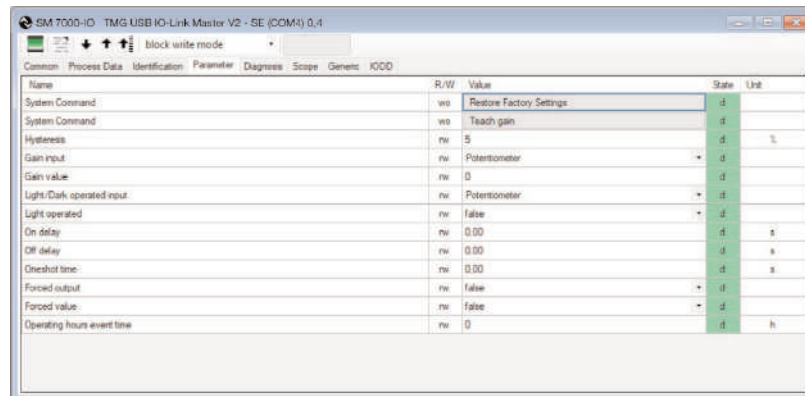 SM 7000-IO TMG USB IO-Link Master V2 - SE (COM4) 0,4
block write mode
Common Process Data Identification Parameter Diagnosis Scope Generic IODD
Name R/W Value State Unit
System Command wo Restore Factory Settings d
System Command wo Teach gain d
Hysteresis rw 5 d %
Gain input rw Potentiometer d
Gain value rw 0 d
Light/Dark operated input rw Potentiometer d
Light operated rw false d
On delay rw 0.00 d s
Off delay rw 0.00 d s
Oneshot time rw 0.00 d s
Forced output rw false d
Forced value rw false d
Operating hours event time rw 0 d h